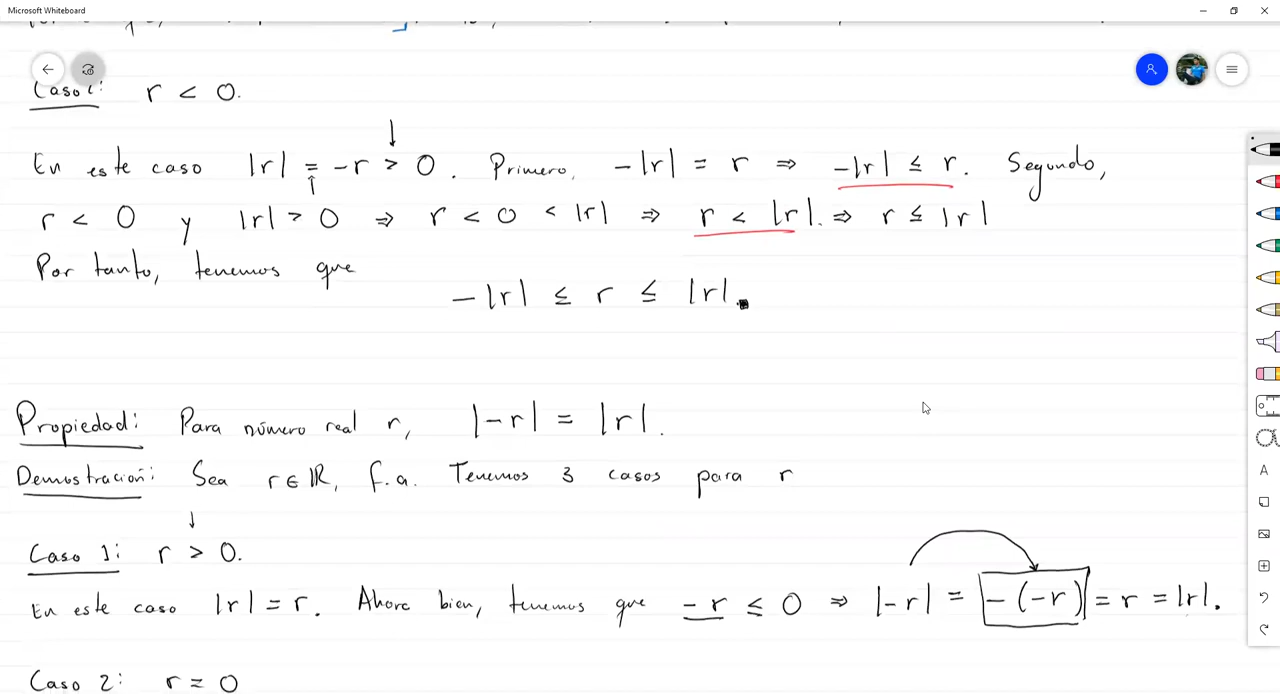 Microsoft Whiteboard
Caso 2: r < 0.
En este caso |r| = -r > 0. Primero, -|r| = r ⇒ -|r| ≤ r. Segundo,
r < 0 y |r| > 0 ⇒ r < 0 < |r| ⇒ r < |r|. ⇒ r ≤ |r|
Por tanto, tenemos que
-|r| ≤ r ≤ |r|.
Propiedad: Para número real r, |-r| = |r|.
Demostración: Sea r ∈ ℝ, f.a. Tenemos 3 casos para r
Caso 1: r > 0.
En este caso |r| = r. Ahora bien, tenemos que -r ≤ 0 ⇒ |-r| = -(-r) = r = |r|.
Caso 2: r = 0